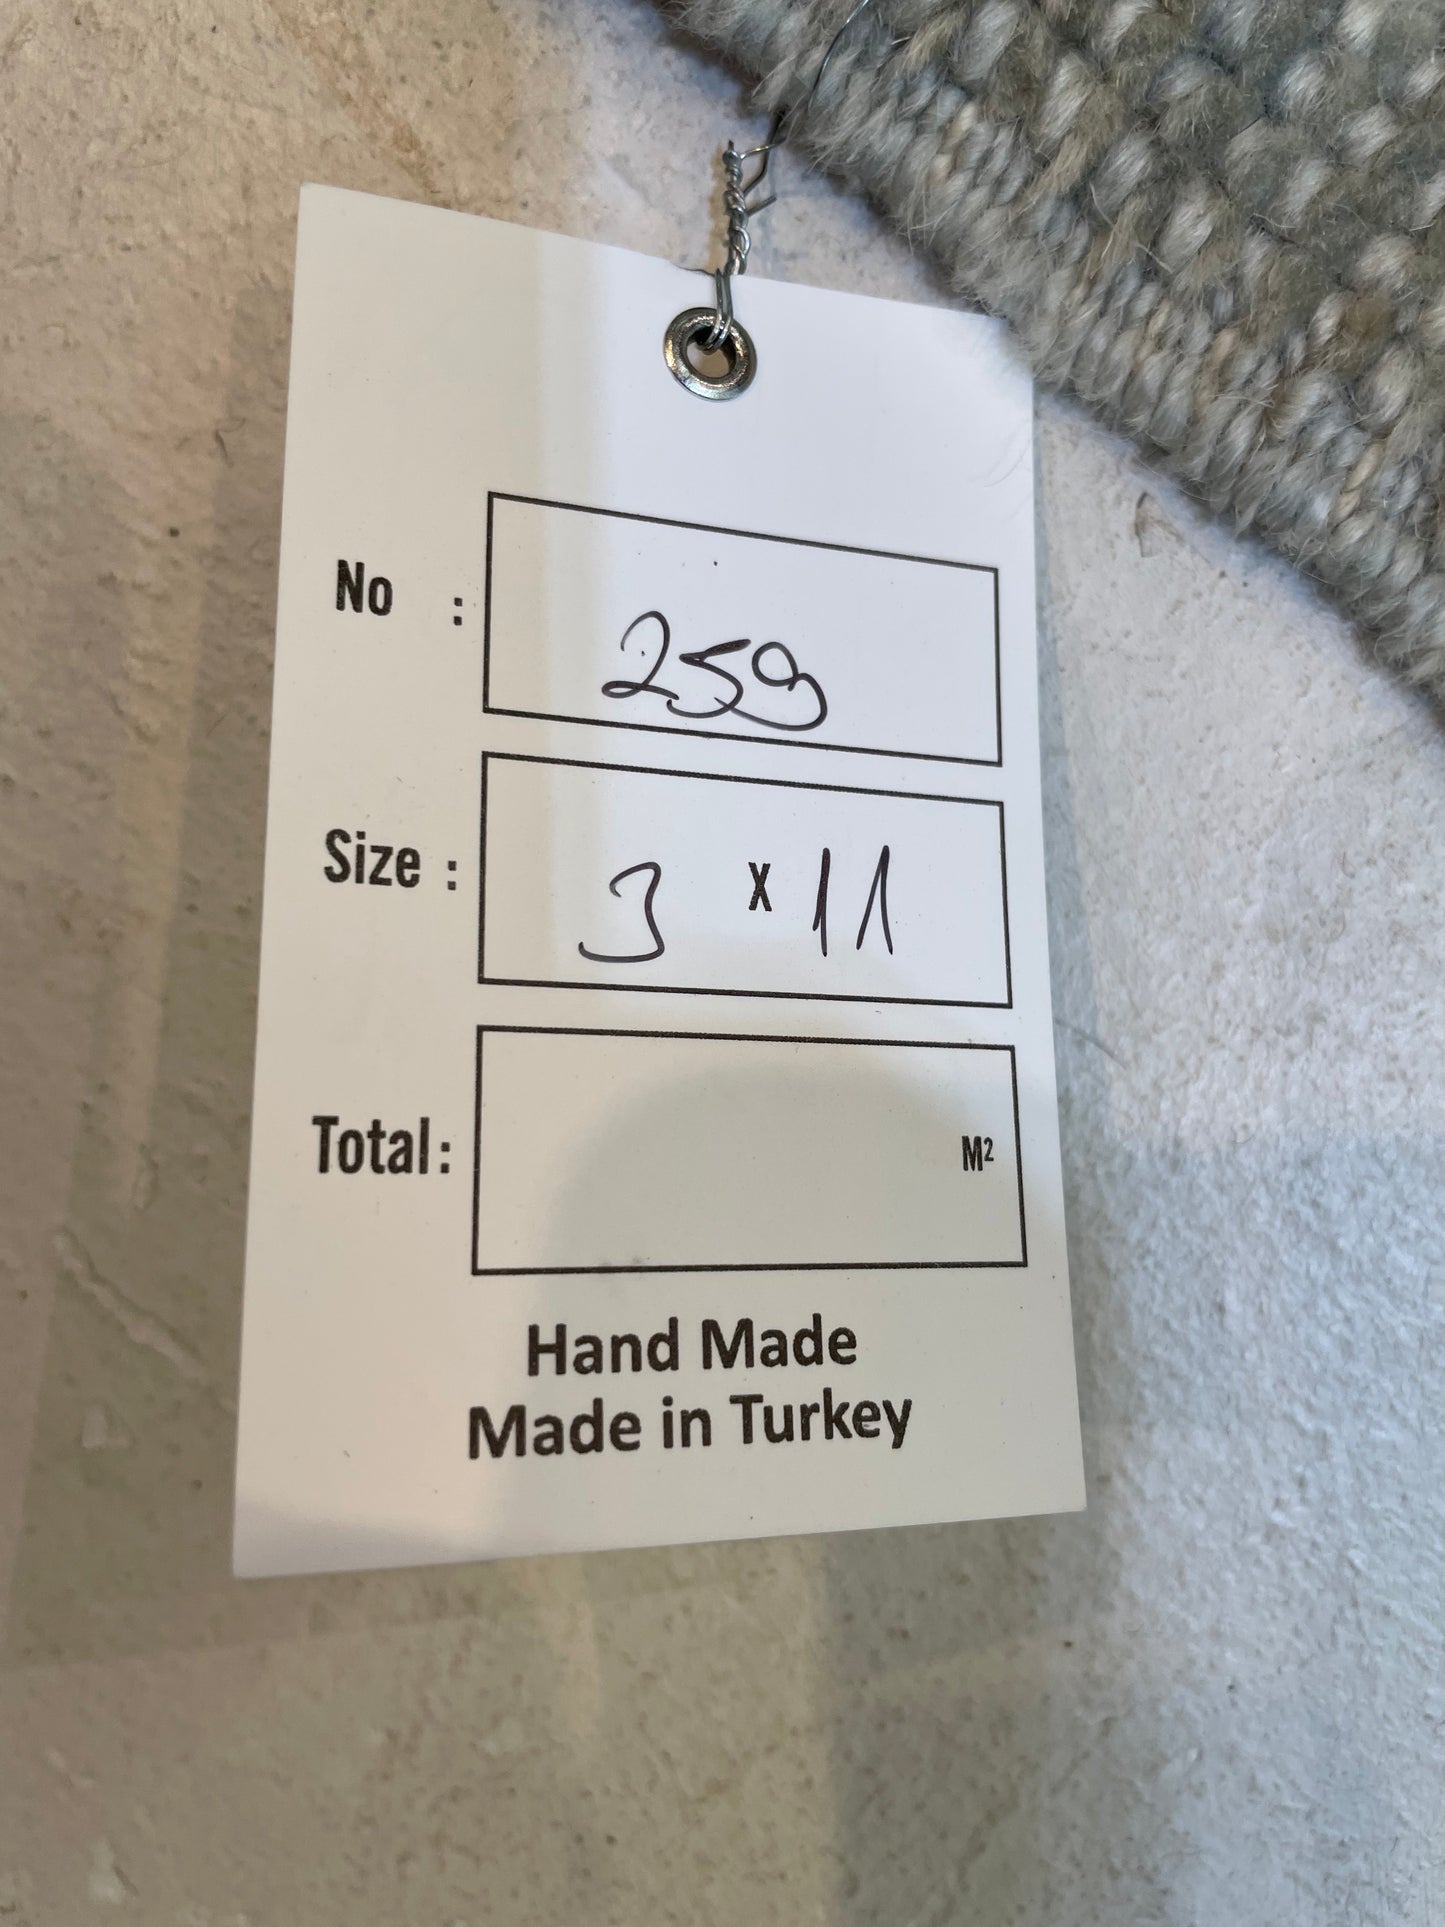 No : 259
Size : 3 x 11
Total : M²
Hand Made
Made in Turkey